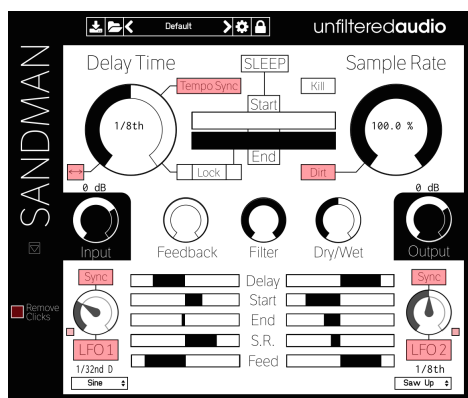 Default
unfilteredaudio
SANDMAN
Delay Time
SLEEP
Sample Rate
Tempo Sync
Kill
Start
1/8th
100.0 %
End
Lock
Dirt
0 dB
0 dB
Input
Feedback
Filter
Dry/Wet
Output
Sync
Delay
Sync
Start
End
Remove
Clicks
S.R.
LFO 1
Feed
LFO 2
1/32nd D
1/8th
Sine
Saw Up